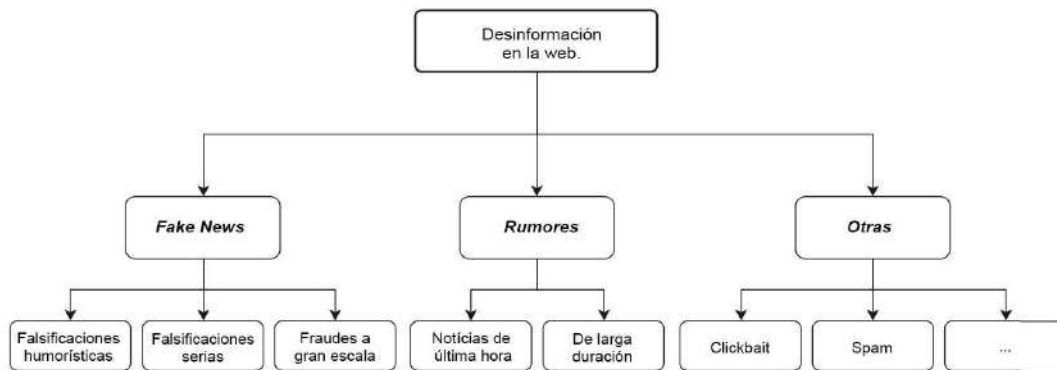 Desinformación
en la web.
Fake News
Rumores
Otras
Falsificaciones
humorísticas
Falsificaciones
serias
Fraudes a
gran escala
Notícias de
última hora
De larga
duración
Clickbait
Spam
...